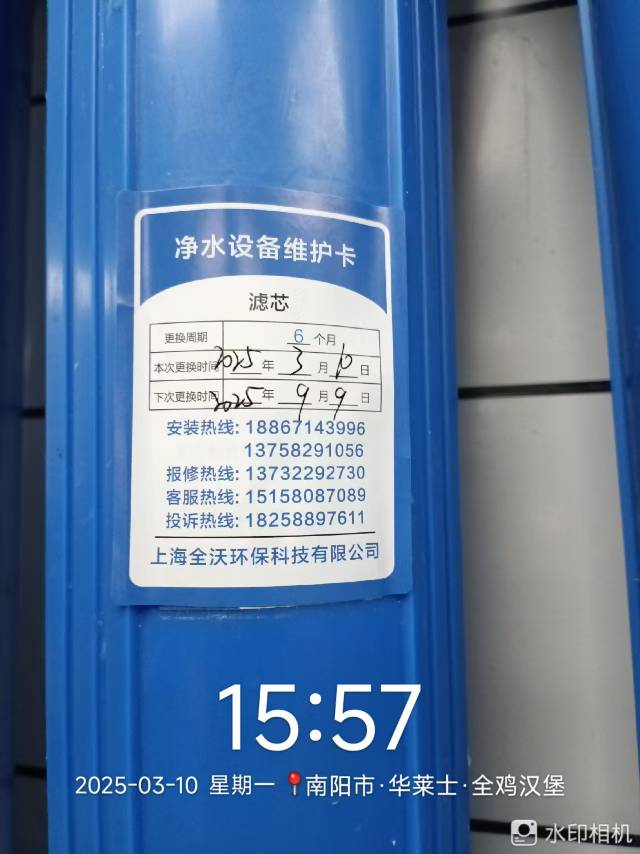 净水设备维护卡
滤芯
更换周期 6 个月
本次更换时间 2025 年 3 月 10 日
下次更换时间 2025 年 9 月 9 日
安装热线: 18867143996
13758291056
报修热线: 13732292730
客服热线: 15158087089
投诉热线: 18258897611
上海全沃环保科技有限公司
15:57
2025-03-10 星期一 南阳市·华莱士·全鸡汉堡
水印相机